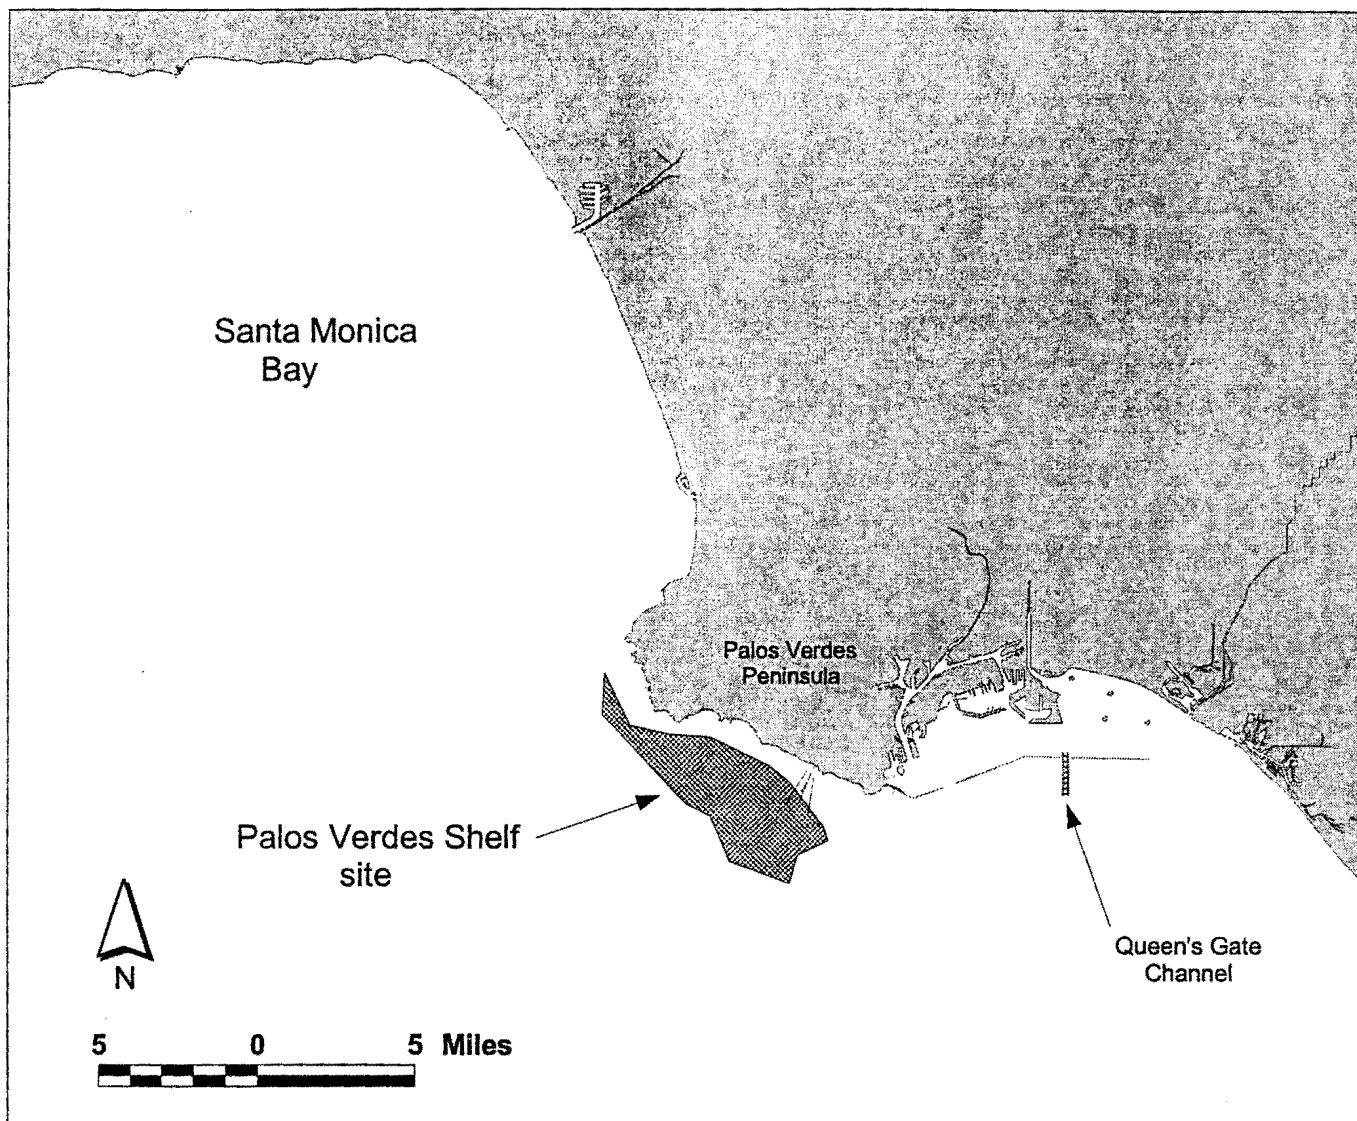 Santa Monica
Bay
Palos Verdes
Peninsula
Palos Verdes Shelf
site
Queen's Gate
Channel
N
5 0 5 Miles